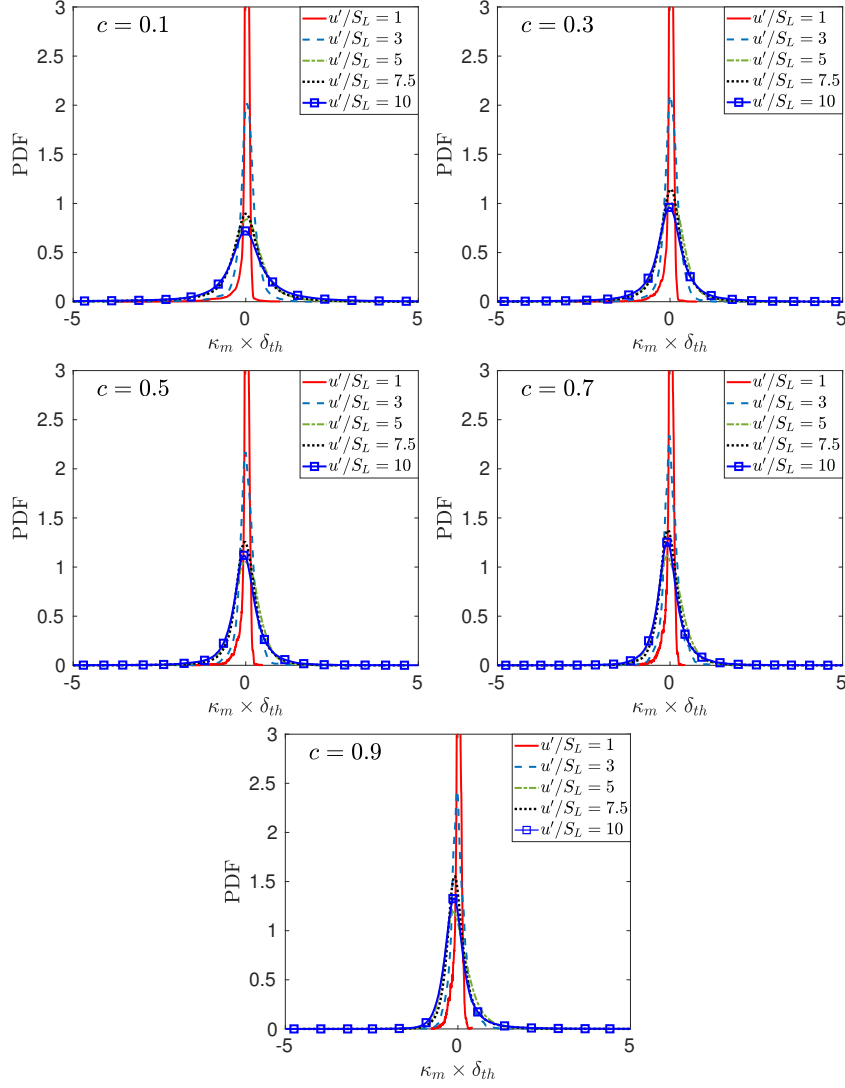 c = 0.1
u′/S_L = 1
u′/S_L = 3
u′/S_L = 5
u′/S_L = 7.5
u′/S_L = 10
3
2.5
2
1.5
1
0.5
0
PDF
-5
0
5
κ_m × δ_th
c = 0.3
u′/S_L = 1
u′/S_L = 3
u′/S_L = 5
u′/S_L = 7.5
u′/S_L = 10
3
2.5
2
1.5
1
0.5
0
PDF
-5
0
5
κ_m × δ_th
c = 0.5
u′/S_L = 1
u′/S_L = 3
u′/S_L = 5
u′/S_L = 7.5
u′/S_L = 10
3
2.5
2
1.5
1
0.5
0
PDF
-5
0
5
κ_m × δ_th
c = 0.7
u′/S_L = 1
u′/S_L = 3
u′/S_L = 5
u′/S_L = 7.5
u′/S_L = 10
3
2.5
2
1.5
1
0.5
0
PDF
-5
0
5
κ_m × δ_th
c = 0.9
u′/S_L = 1
u′/S_L = 3
u′/S_L = 5
u′/S_L = 7.5
u′/S_L = 10
3
2.5
2
1.5
1
0.5
0
PDF
-5
0
5
κ_m × δ_th